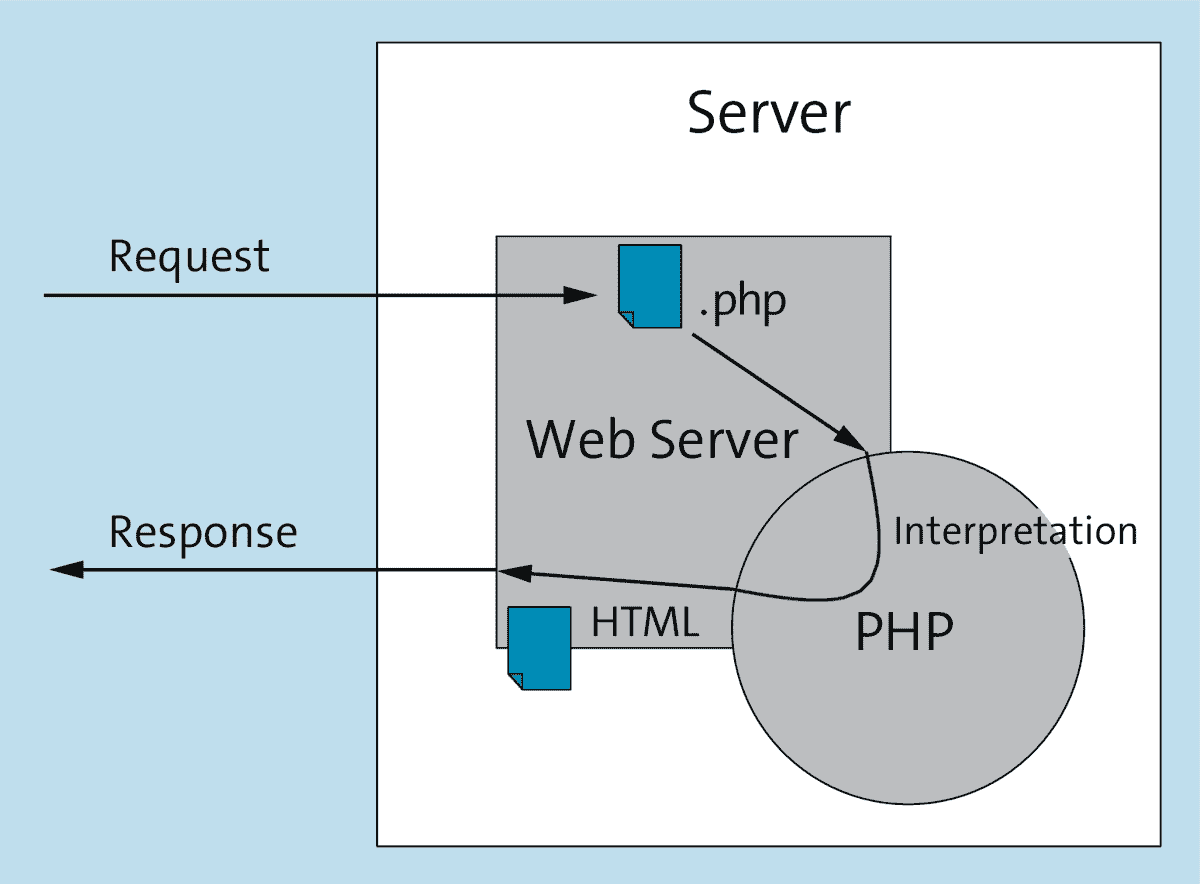 Server
Request
.php
Web Server
Response
Interpretation
HTML
PHP